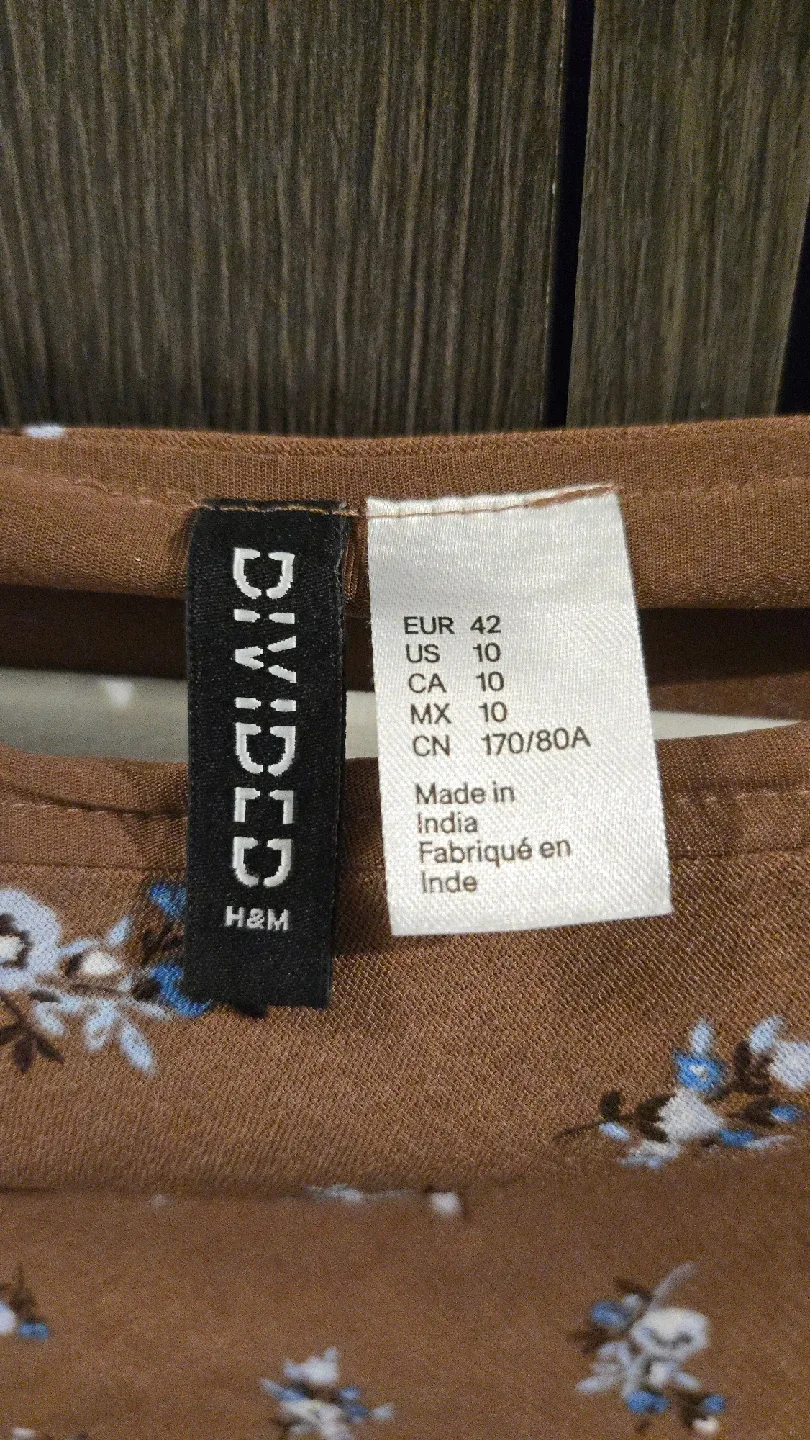 DIVIDED
H&M
EUR 42
US 10
CA 10
MX 10
CN 170/80A
Made in
India
Fabriqué en
Inde